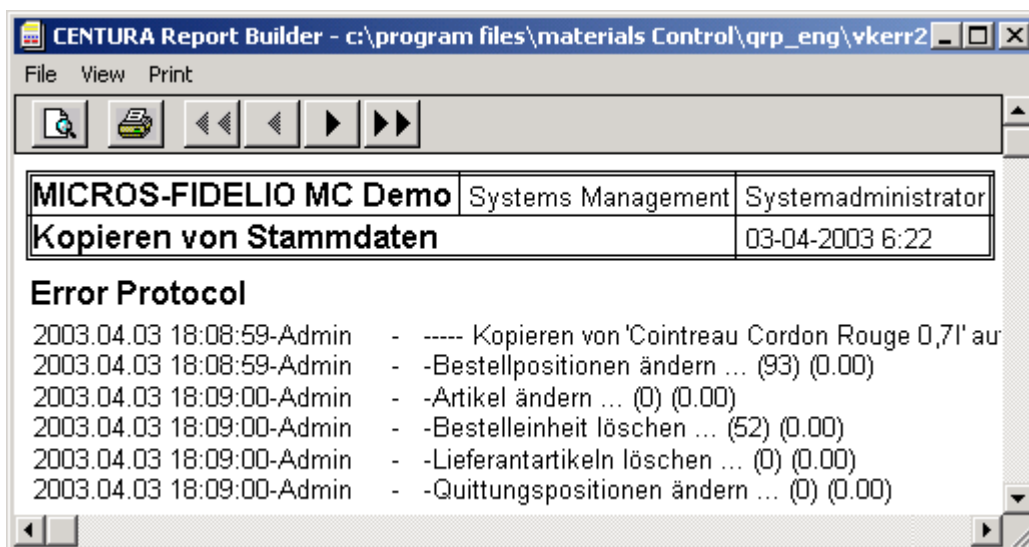 CENTURA Report Builder - c:\program files\materials Control\qrp_eng\vkerr2
File View Print
MICROS-FIDELIO MC Demo Systems Management Systemadministrator
Kopieren von Stammdaten 03-04-2003 6:22
Error Protocol
2003.04.03 18:08:59-Admin - ----- Kopieren von 'Cointreau Cordon Rouge 0,7l' au
2003.04.03 18:08:59-Admin - -Bestellpositionen ändern ... (93) (0.00)
2003.04.03 18:09:00-Admin - -Artikel ändern ... (0) (0.00)
2003.04.03 18:09:00-Admin - -Bestelleinheit löschen ... (52) (0.00)
2003.04.03 18:09:00-Admin - -Lieferantartikeln löschen ... (0) (0.00)
2003.04.03 18:09:00-Admin - -Quittungspositionen ändern ... (0) (0.00)